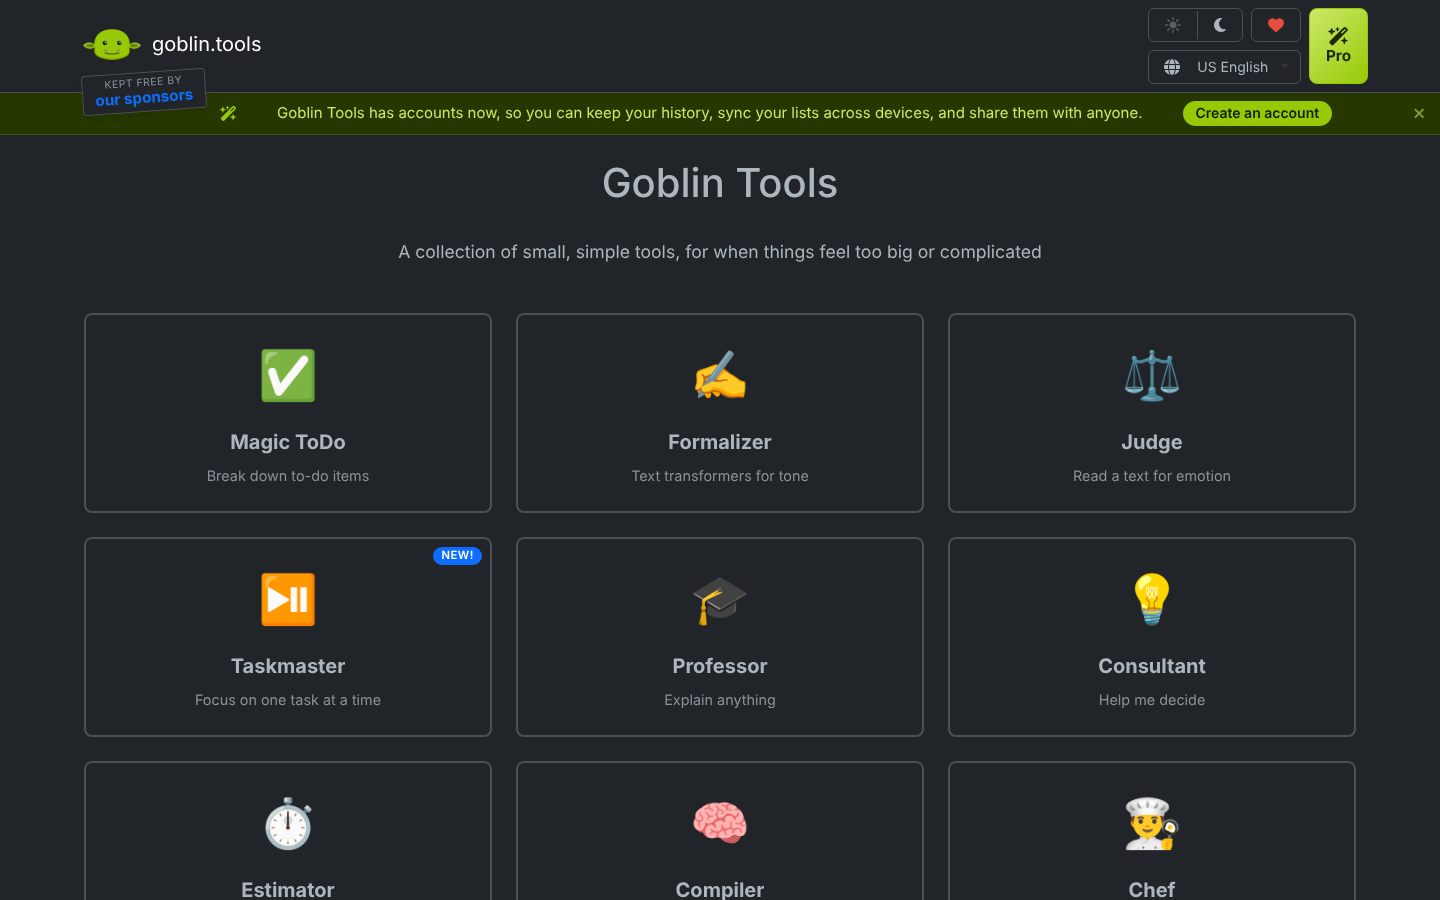 goblin.tools
US English
Pro
KEPT FREE BY
our sponsors
Goblin Tools has accounts now, so you can keep your history, sync your lists across devices, and share them with anyone.
Create an account
Goblin Tools
A collection of small, simple tools, for when things feel too big or complicated
Magic ToDo
Break down to-do items
Formalizer
Text transformers for tone
Judge
Read a text for emotion
NEW!
Taskmaster
Focus on one task at a time
Professor
Explain anything
Consultant
Help me decide
Estimator
Compiler
Chef